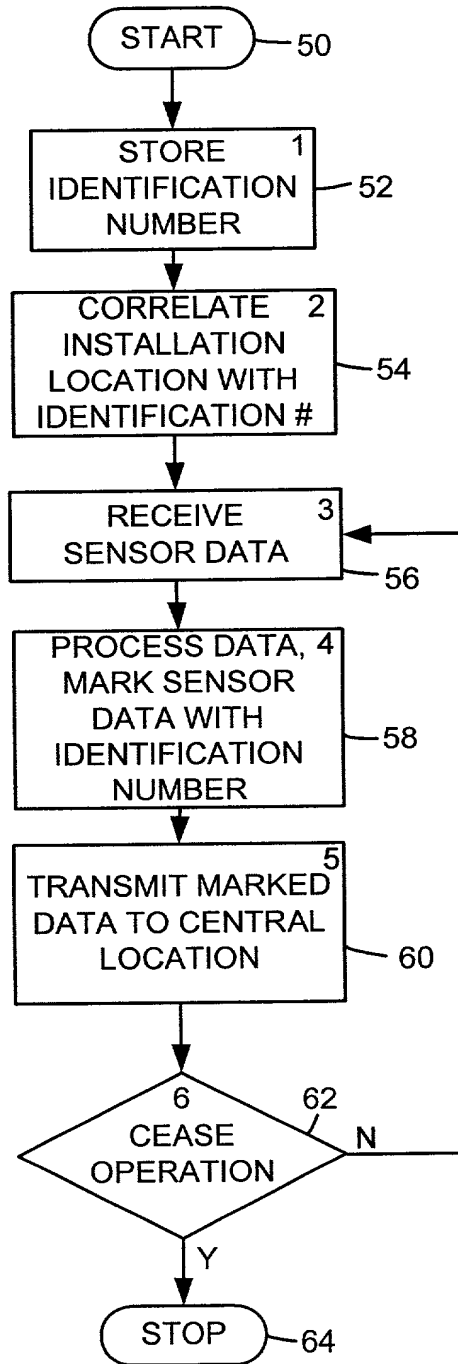 START
50
1
STORE
IDENTIFICATION
NUMBER
52
2
CORRELATE
INSTALLATION
LOCATION WITH
IDENTIFICATION #
54
3
RECEIVE
SENSOR DATA
56
4
PROCESS DATA,
MARK SENSOR
DATA WITH
IDENTIFICATION
NUMBER
58
5
TRANSMIT MARKED
DATA TO CENTRAL
LOCATION
60
6
CEASE
OPERATION
62
N
Y
STOP
64